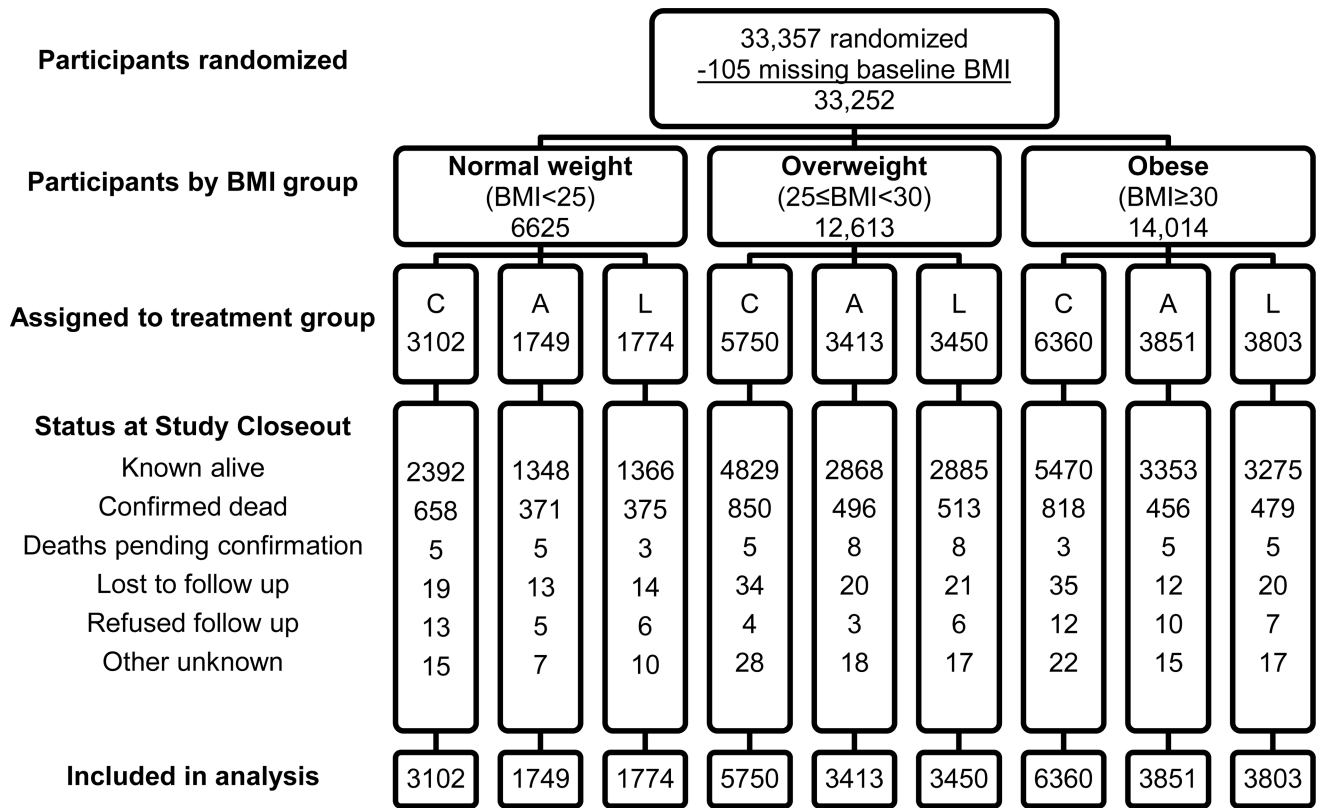 Participants randomized
33,357 randomized
-105 missing baseline BMI
33,252
Participants by BMI group
Normal weight
(BMI<25)
6625
Overweight
(25≤BMI<30)
12,613
Obese
(BMI≥30
14,014
Assigned to treatment group
C
3102
A
1749
L
1774
C
5750
A
3413
L
3450
C
6360
A
3851
L
3803
Status at Study Closeout
Known alive 2392 1348 1366 4829 2868 2885 5470 3353 3275
Confirmed dead 658 371 375 850 496 513 818 456 479
Deaths pending confirmation 5 5 3 5 8 8 3 5 5
Lost to follow up 19 13 14 34 20 21 35 12 20
Refused follow up 13 5 6 4 3 6 12 10 7
Other unknown 15 7 10 28 18 17 22 15 17
Included in analysis 3102 1749 1774 5750 3413 3450 6360 3851 3803